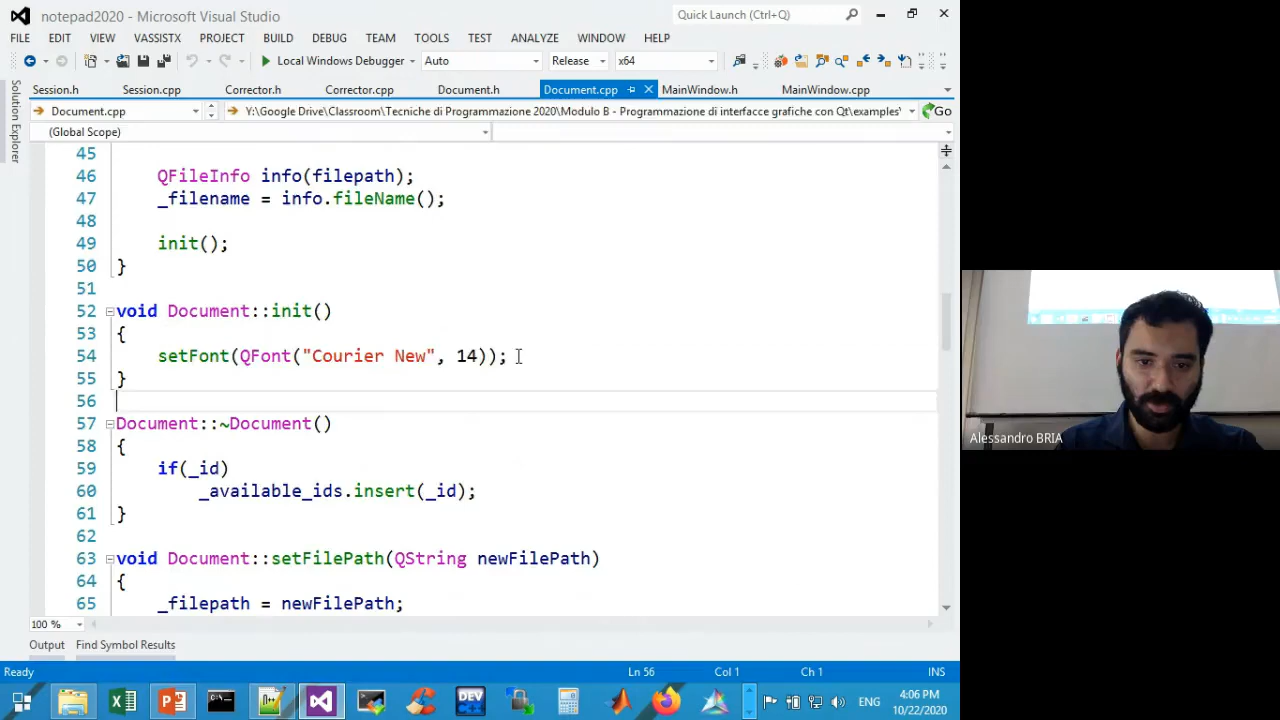 notepad2020 - Microsoft Visual Studio
Quick Launch (Ctrl+Q)
FILE EDIT VIEW VASSISTX PROJECT BUILD DEBUG TEAM TOOLS TEST ANALYZE WINDOW HELP
Local Windows Debugger Auto Release x64
Session.h Session.cpp Corrector.h Corrector.cpp Document.h Document.cpp MainWindow.h MainWindow.cpp
Document.cpp Y:\Google Drive\Classroom\Tecniche di Programmazione 2020\Modulo B - Programmazione di interfacce grafiche con Qt\examples\ Go
(Global Scope)
Solution Explorer
45
46 QFileInfo info(filepath);
47 _filename = info.fileName();
48
49 init();
50 }
51
52 void Document::init()
53 {
54 setFont(QFont("Courier New", 14));
55 }
56
57 Document::~Document()
58 {
59 if(_id)
60 _available_ids.insert(_id);
61 }
62
63 void Document::setFilePath(QString newFilePath)
64 {
65 _filepath = newFilePath;
100 %
Output Find Symbol Results
Ready Ln 56 Col 1 Ch 1 INS
DEV
ENG
4:06 PM
10/22/2020
Alessandro BRIA